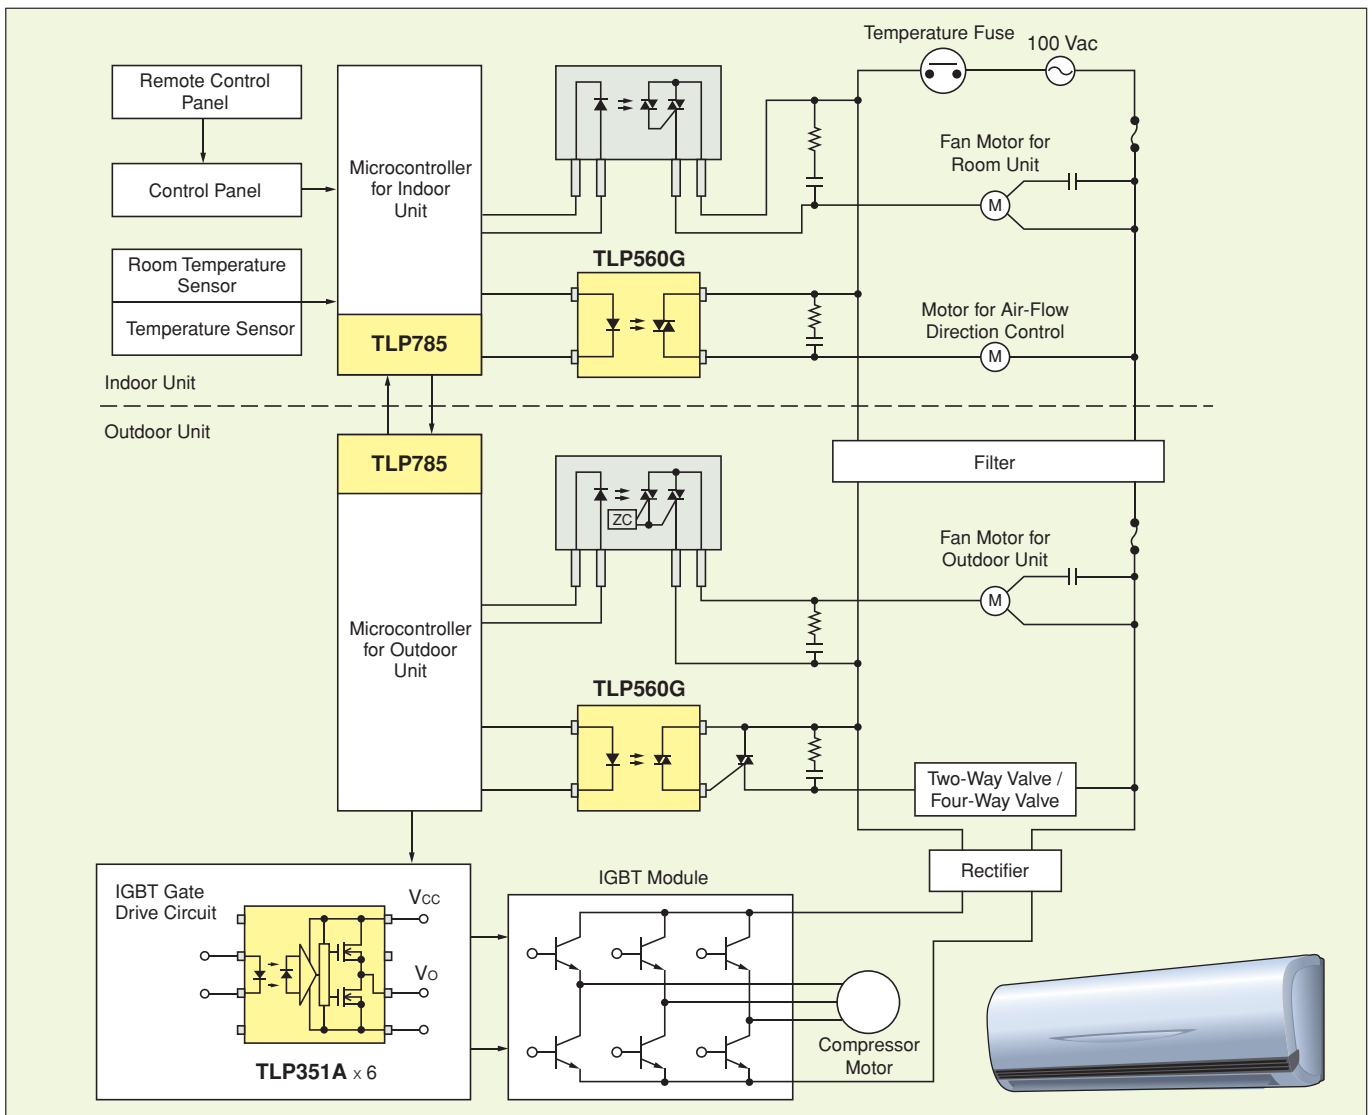 Temperature Fuse
100 Vac
Remote Control
Panel
Control Panel
Microcontroller
for Indoor
Unit
Fan Motor for
Room Unit
M
Room Temperature
Sensor
Temperature Sensor
TLP785
TLP560G
Motor for Air-Flow
Direction Control
M
Indoor Unit
Outdoor Unit
TLP785
Filter
ZC
Microcontroller
for Outdoor
Unit
Fan Motor for
Outdoor Unit
M
TLP560G
Two-Way Valve /
Four-Way Valve
Rectifier
IGBT Gate
Drive Circuit
VCC
VO
TLP351A x 6
IGBT Module
Compressor
Motor